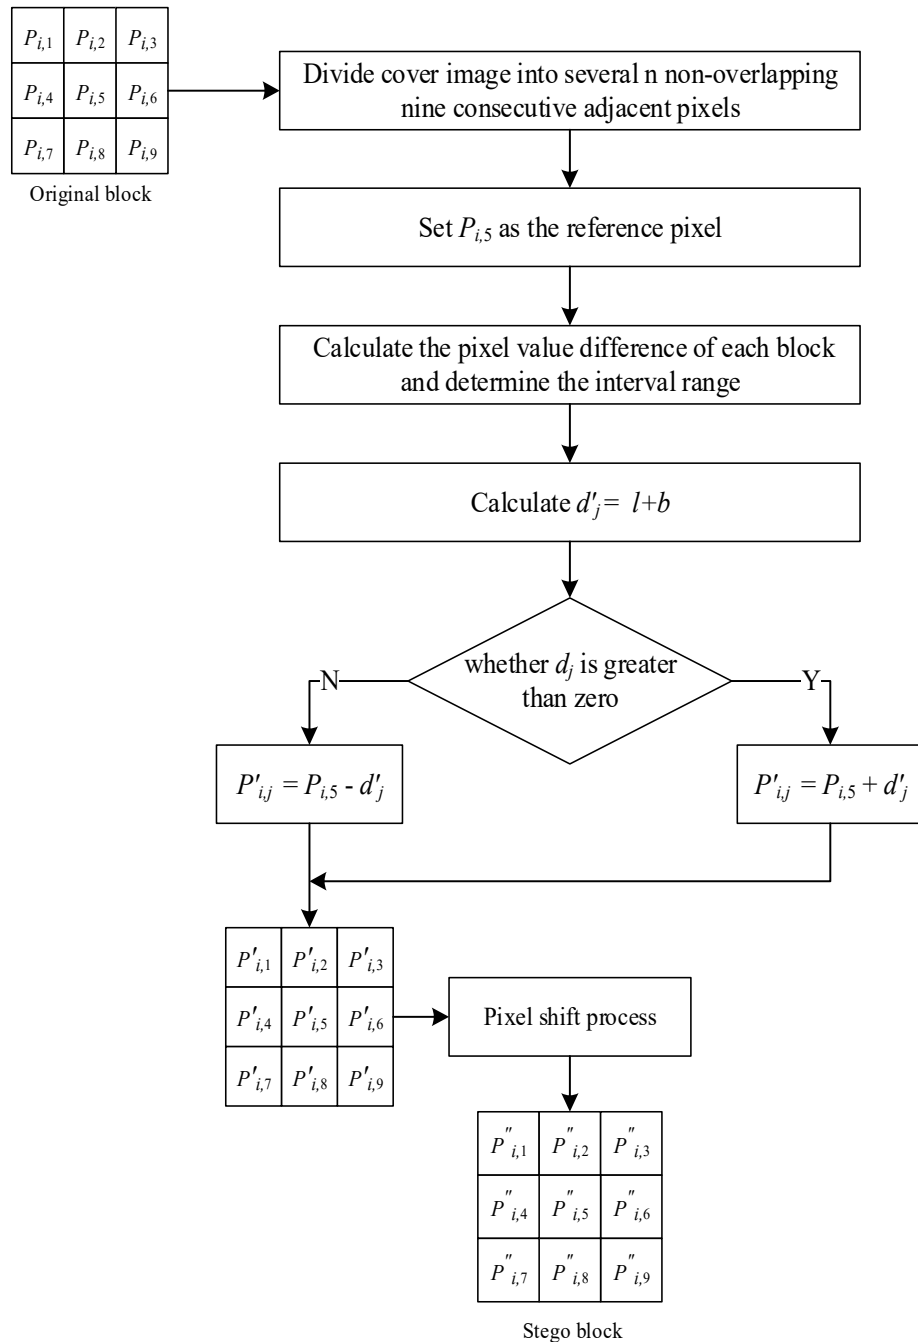 P_{i,1} P_{i,2} P_{i,3}
P_{i,4} P_{i,5} P_{i,6}
P_{i,7} P_{i,8} P_{i,9}
Original block
Divide cover image into several n non-overlapping
nine consecutive adjacent pixels
Set P_{i,5} as the reference pixel
Calculate the pixel value difference of each block
and determine the interval range
Calculate d'_j = l+b
whether d_j is greater
than zero
N
Y
P'_{i,j} = P_{i,5} - d'_j
P'_{i,j} = P_{i,5} + d'_j
P'_{i,1} P'_{i,2} P'_{i,3}
P'_{i,4} P'_{i,5} P'_{i,6}
P'_{i,7} P'_{i,8} P'_{i,9}
Pixel shift process
P''_{i,1} P''_{i,2} P''_{i,3}
P''_{i,4} P''_{i,5} P''_{i,6}
P''_{i,7} P''_{i,8} P''_{i,9}
Stego block